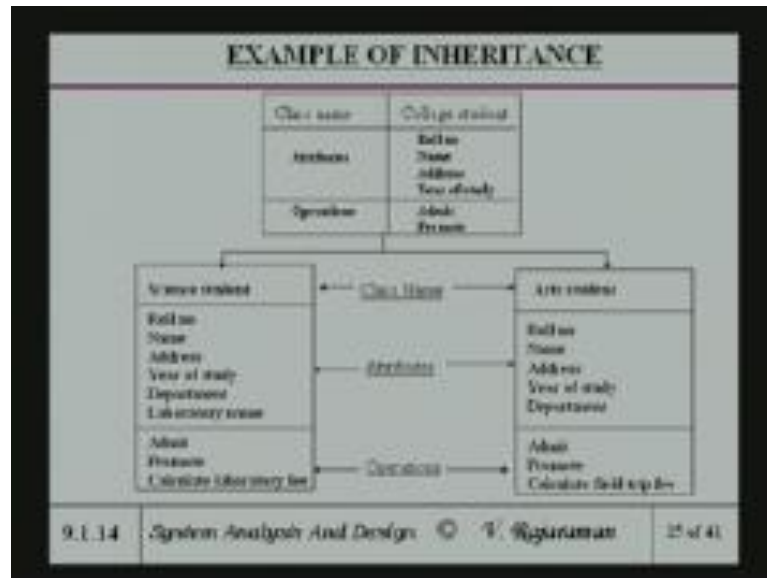 EXAMPLE OF INHERITANCE
Class name College student
Attributes
Roll no
Name
Address
Year of study
Operations
Admit
Promote
Science student
Class Name
Arts student
Roll no
Name
Address
Year of study
Department
Laboratory name
Attributes
Roll no
Name
Address
Year of study
Department
Admit
Promote
Calculate laboratory fee
Operations
Admit
Promote
Calculate field trip fee
9.1.14 System Analysis And Design © V. Rajaraman 25 of 41